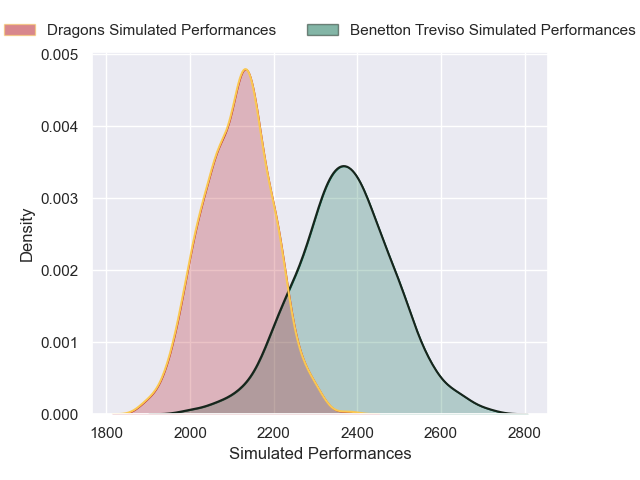 Dragons Simulated Performances
Benetton Treviso Simulated Performances
0.005
0.004
0.003
0.002
0.001
0.000
Density
1800 2000 2200 2400 2600 2800
Simulated Performances